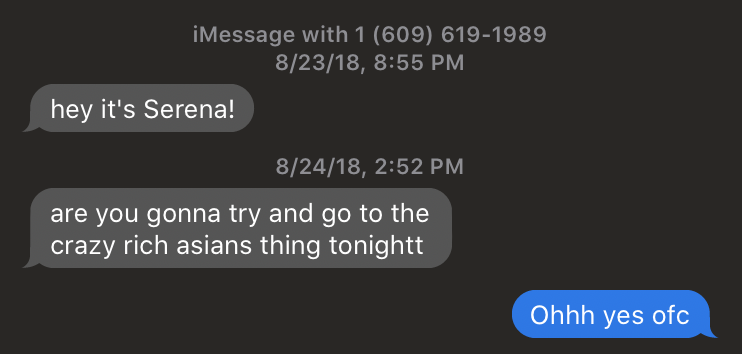 iMessage with 1 (609) 619-1989
8/23/18, 8:55 PM
hey it's Serena!
8/24/18, 2:52 PM
are you gonna try and go to the
crazy rich asians thing tonightt
Ohhh yes ofc